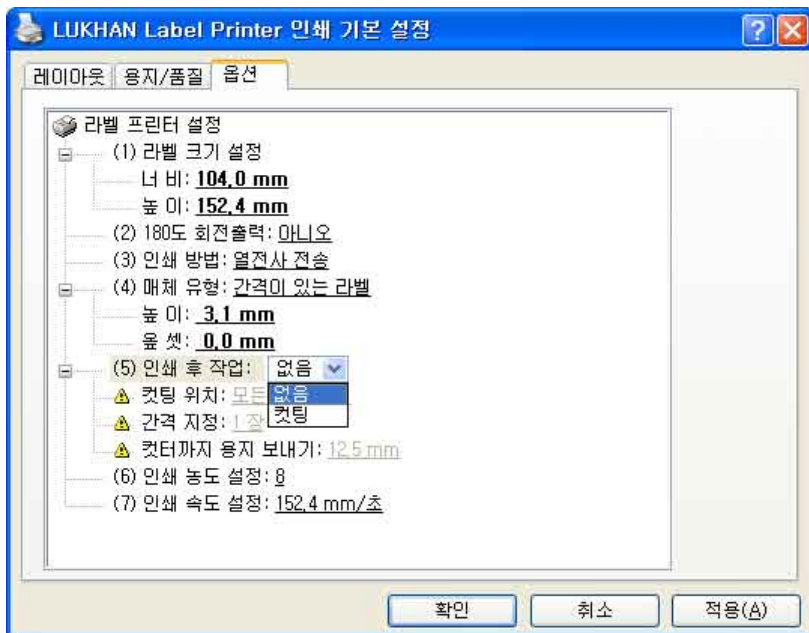 LUKHAN Label Printer 인쇄 기본 설정
레이아웃 용지/품질 옵션
라벨 프린터 설정
(1) 라벨 크기 설정
너 비: 104.0 mm
높 이: 152.4 mm
(2) 180도 회전출력: 아니오
(3) 인쇄 방법: 열전사 전송
(4) 매체 유형: 간격이 있는 라벨
높 이: 3.1 mm
옾 셋: 0.0 mm
(5) 인쇄 후 작업: 없음
컷팅 위치: 모든 없음
간격 지정: 1 장 컷팅
컷터까지 용지 보내기: 12.5 mm
(6) 인쇄 농도 설정: 8
(7) 인쇄 속도 설정: 152.4 mm/초
확인 취소 적용(A)